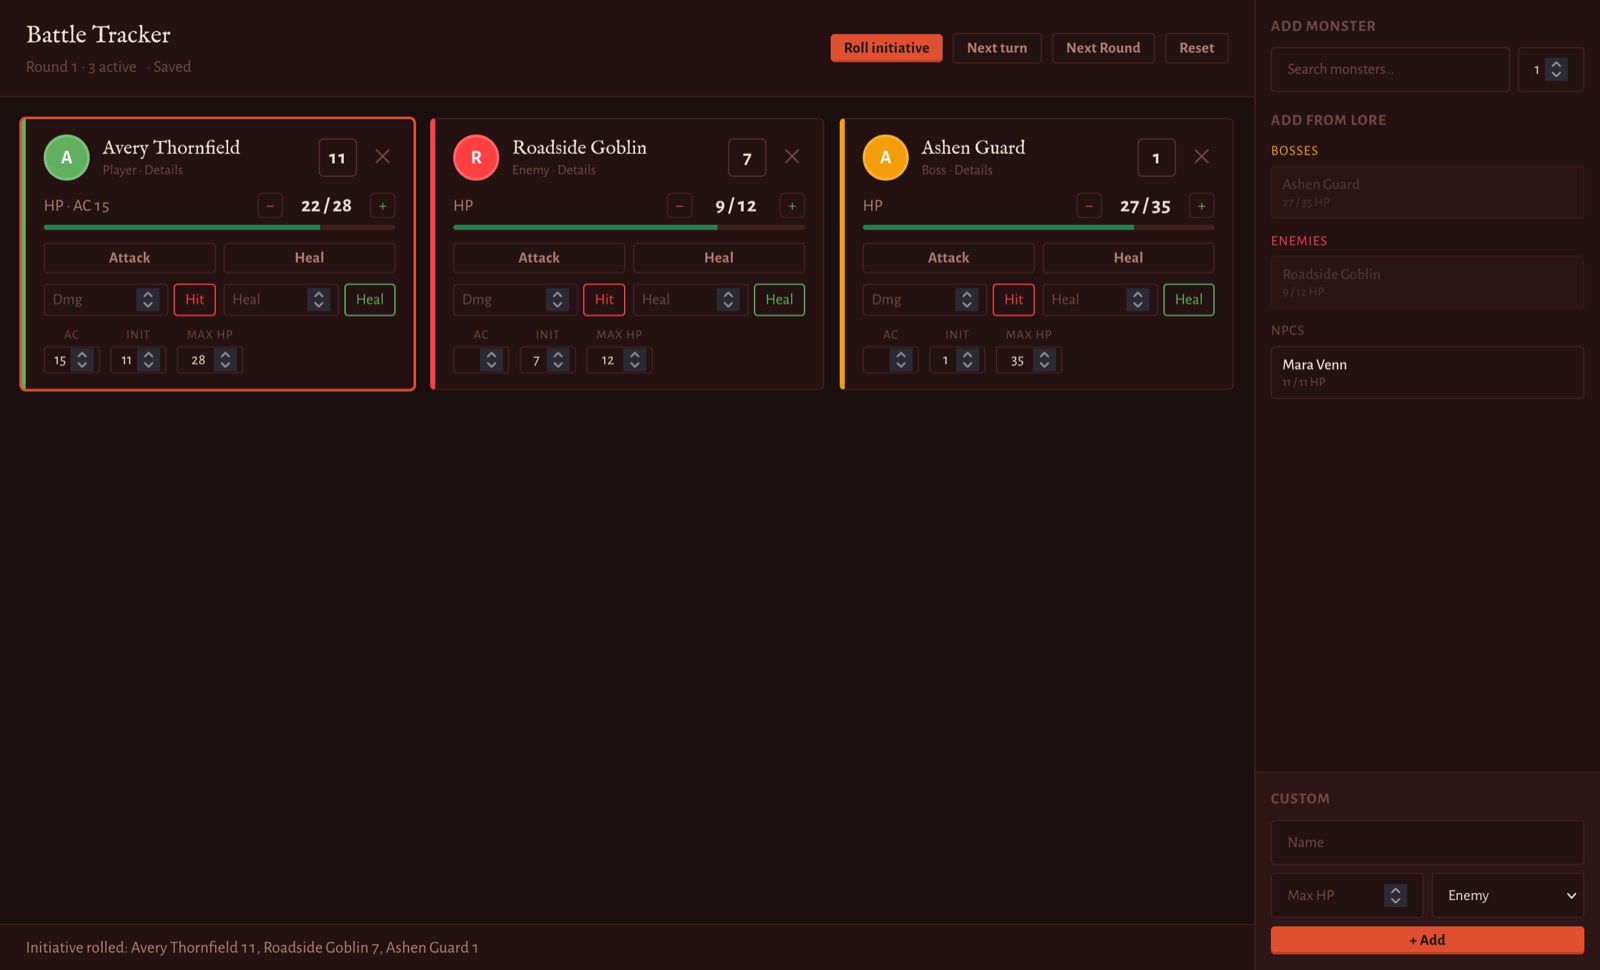 Battle Tracker
Round 1 · 3 active · Saved
Roll initiative Next turn Next Round Reset
A Avery Thornfield 11
Player · Details
HP · AC 15 − 22 / 28 +
Attack Heal
Dmg Hit Heal Heal
AC INIT MAX HP
15 11 28
R Roadside Goblin 7
Enemy · Details
HP − 9 / 12 +
Attack Heal
Dmg Hit Heal Heal
AC INIT MAX HP
7 12
A Ashen Guard 1
Boss · Details
HP − 27 / 35 +
Attack Heal
Dmg Hit Heal Heal
AC INIT MAX HP
1 35
Initiative rolled: Avery Thornfield 11, Roadside Goblin 7, Ashen Guard 1
ADD MONSTER
Search monsters... 1
ADD FROM LORE
BOSSES
Ashen Guard
27 / 35 HP
ENEMIES
Roadside Goblin
9 / 12 HP
NPCS
Mara Venn
11 / 11 HP
CUSTOM
Name
Max HP Enemy
+ Add